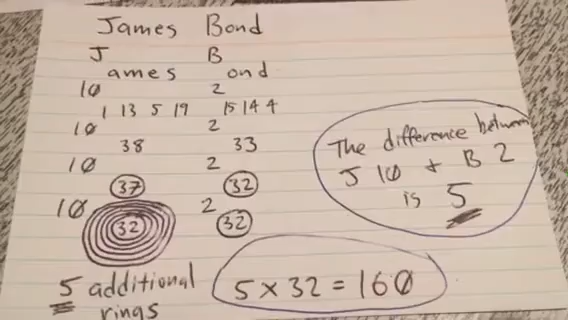 James Bond
J B
ames ond
10 2
1 13 5 19 15 14 4
10 2
38 33
10 2
37 32
10 2
32 32
5 additional
rings
The difference between
J 10 + B 2
is 5
5 x 32 = 160